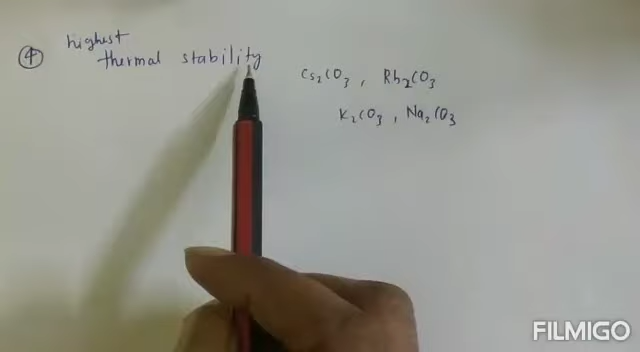 ④ highest
thermal stability
Cs₂CO₃, Rb₂CO₃
K₂CO₃, Na₂CO₃
FILMIGO